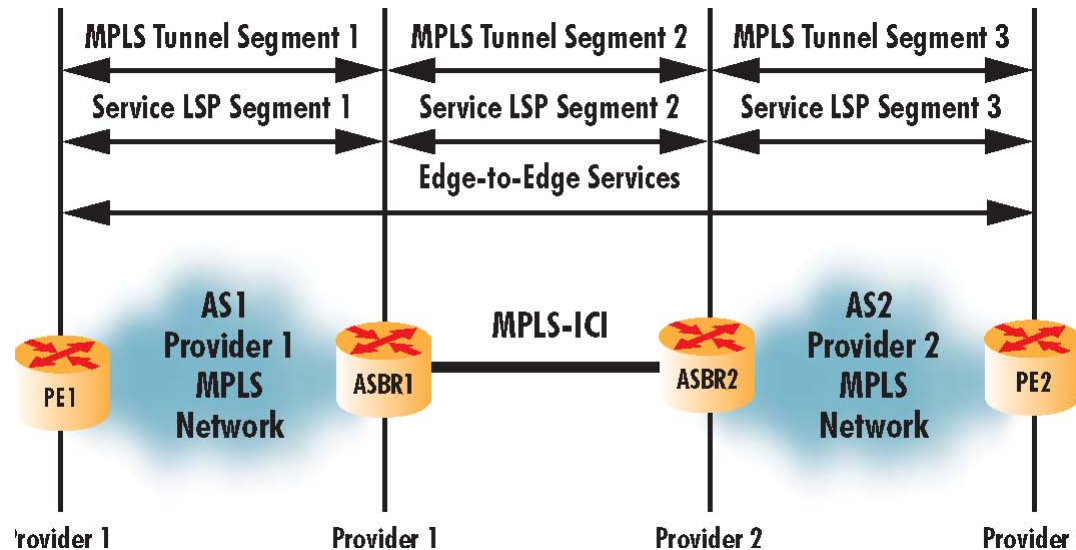 MPLS Tunnel Segment 1
MPLS Tunnel Segment 2
MPLS Tunnel Segment 3
Service LSP Segment 1
Service LSP Segment 2
Service LSP Segment 3
Edge-to-Edge Services
AS1
Provider 1
MPLS
Network
MPLS-ICI
AS2
Provider 2
MPLS
Network
PE1
ASBR1
ASBR2
PE2
Provider 1
Provider 1
Provider 2
Provider